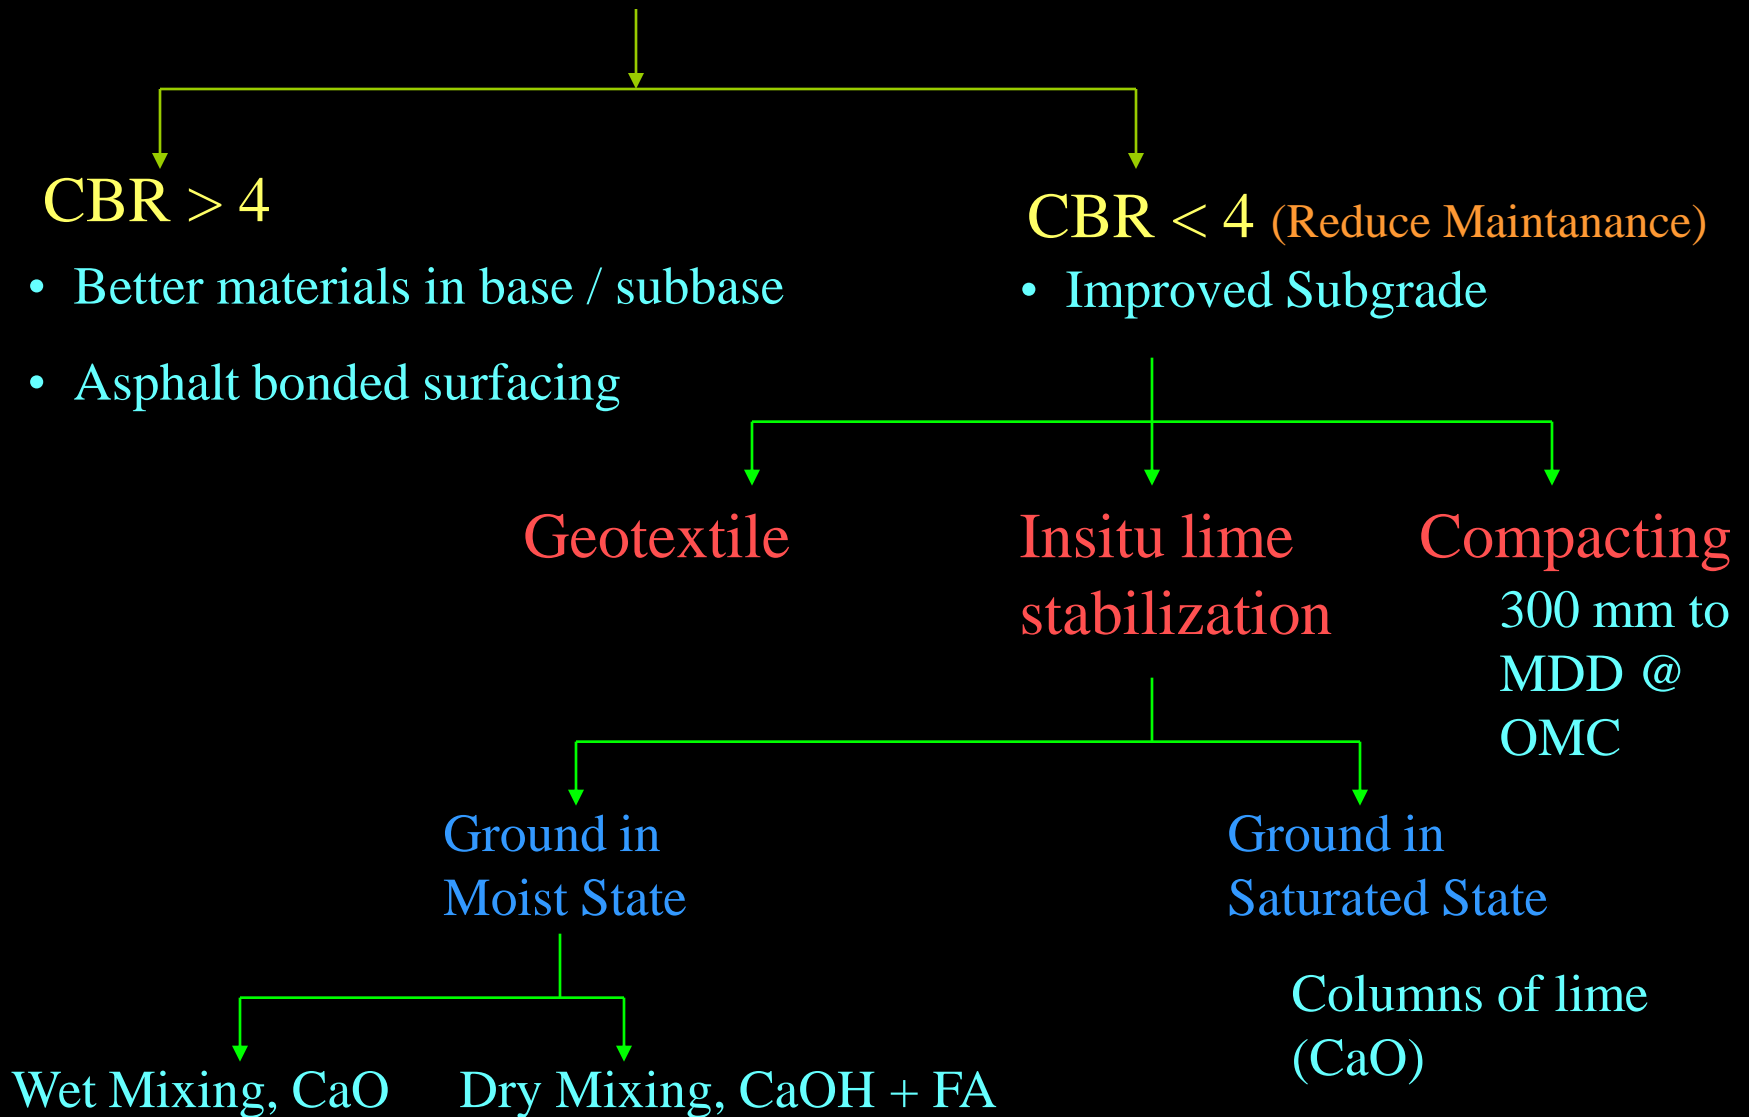 CBR > 4
• Better materials in base / subbase
• Asphalt bonded surfacing
CBR < 4 (Reduce Maintanance)
• Improved Subgrade
Geotextile
Insitu lime
stabilization
Compacting
300 mm to
MDD @
OMC
Ground in
Moist State
Ground in
Saturated State
Columns of lime
(CaO)
Wet Mixing, CaO
Dry Mixing, CaOH + FA